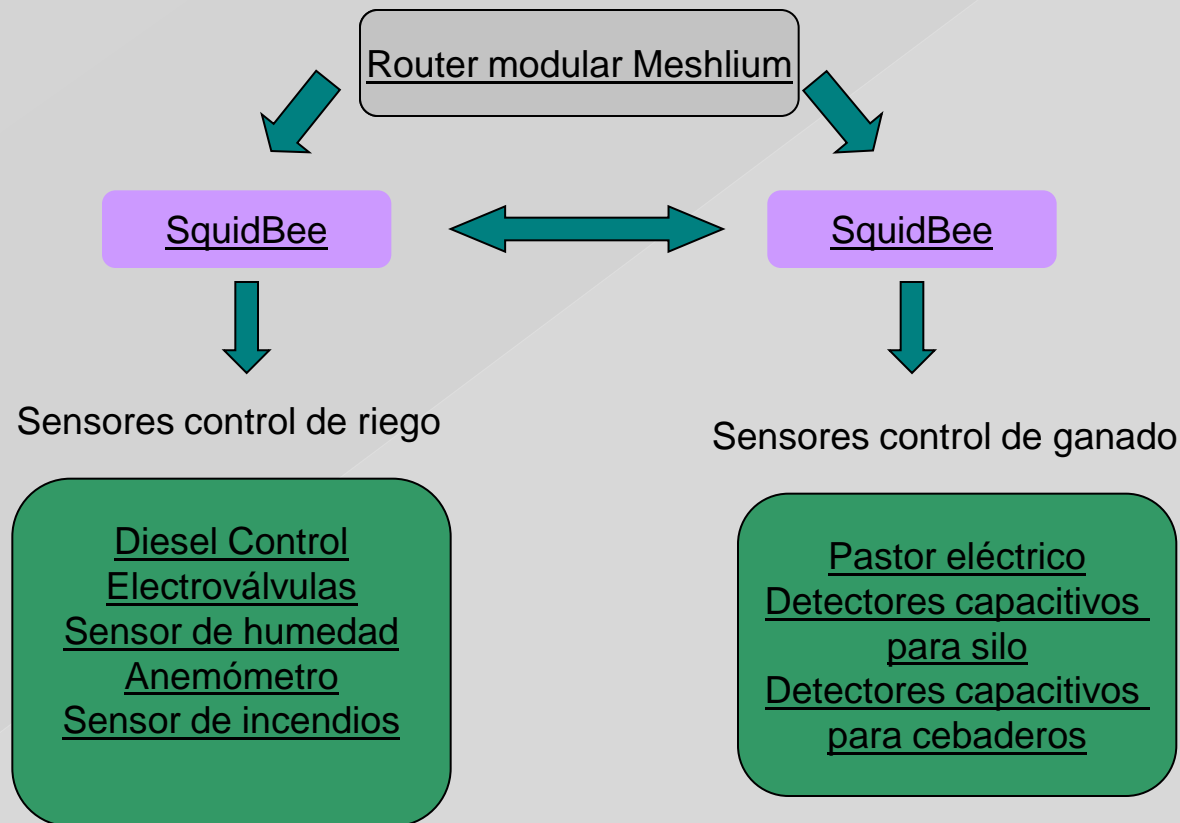 Router modular Meshlium
SquidBee
SquidBee
Sensores control de riego
Sensores control de ganado
Diesel Control
Electroválvulas
Sensor de humedad
Anemómetro
Sensor de incendios
Pastor eléctrico
Detectores capacitivos
para silo
Detectores capacitivos
para cebaderos